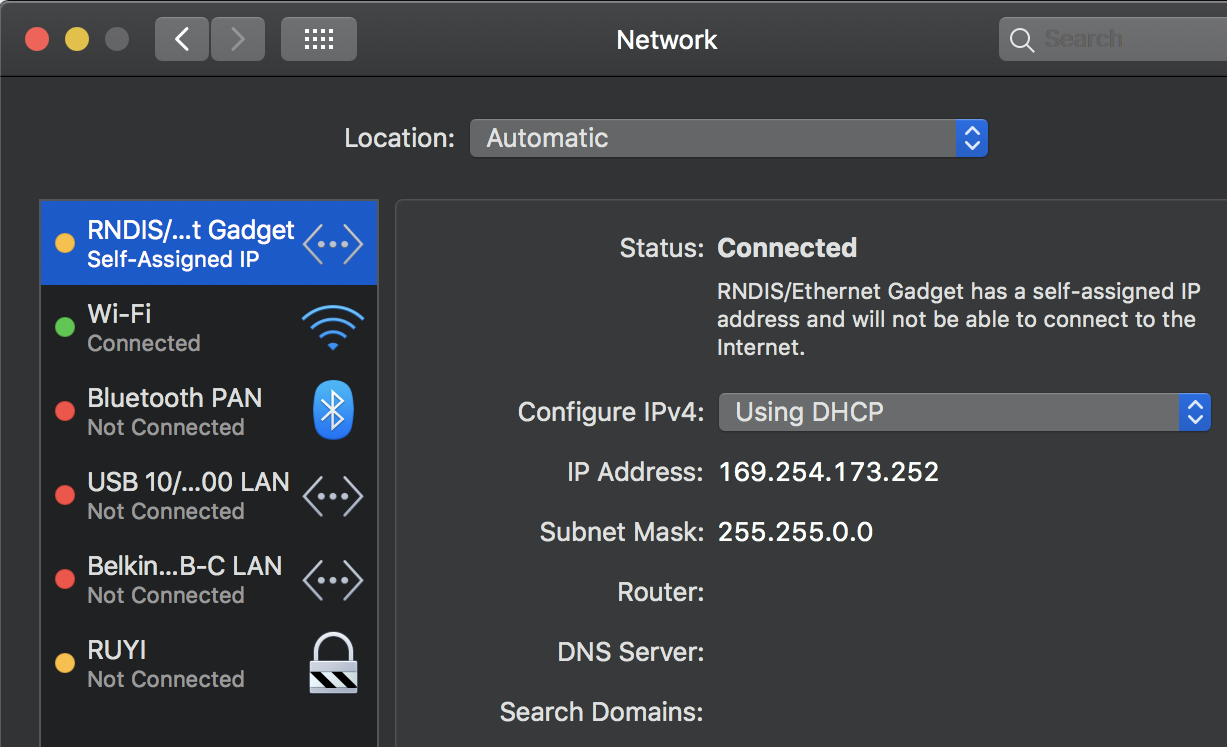 Network
Search
Location: Automatic
RNDIS/...t Gadget
Self-Assigned IP
Wi-Fi
Connected
Bluetooth PAN
Not Connected
USB 10/...00 LAN
Not Connected
Belkin...B-C LAN
Not Connected
RUYI
Not Connected
Status: Connected
RNDIS/Ethernet Gadget has a self-assigned IP
address and will not be able to connect to the
Internet.
Configure IPv4: Using DHCP
IP Address: 169.254.173.252
Subnet Mask: 255.255.0.0
Router:
DNS Server:
Search Domains: